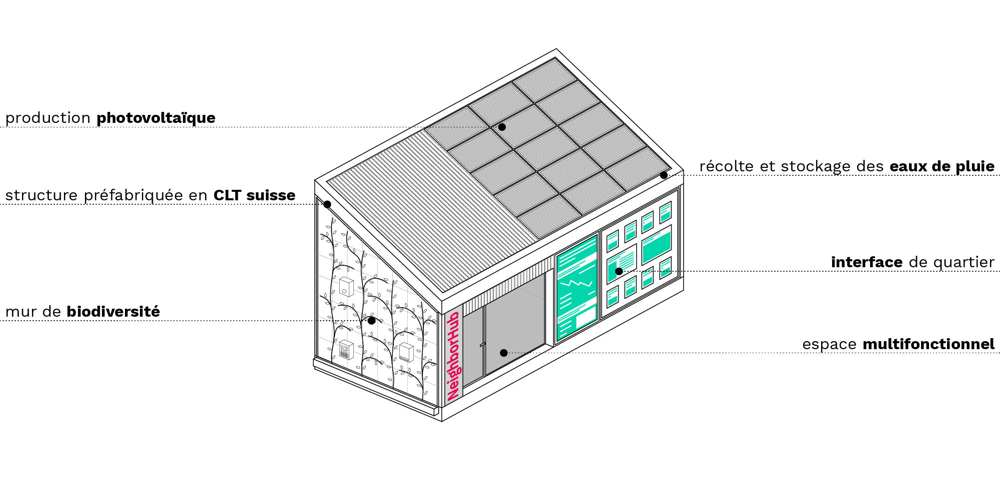 production photovoltaïque
récolte et stockage des eaux de pluie
structure préfabriquée en CLT suisse
interface de quartier
mur de biodiversité
espace multifonctionnel
NeighborHub